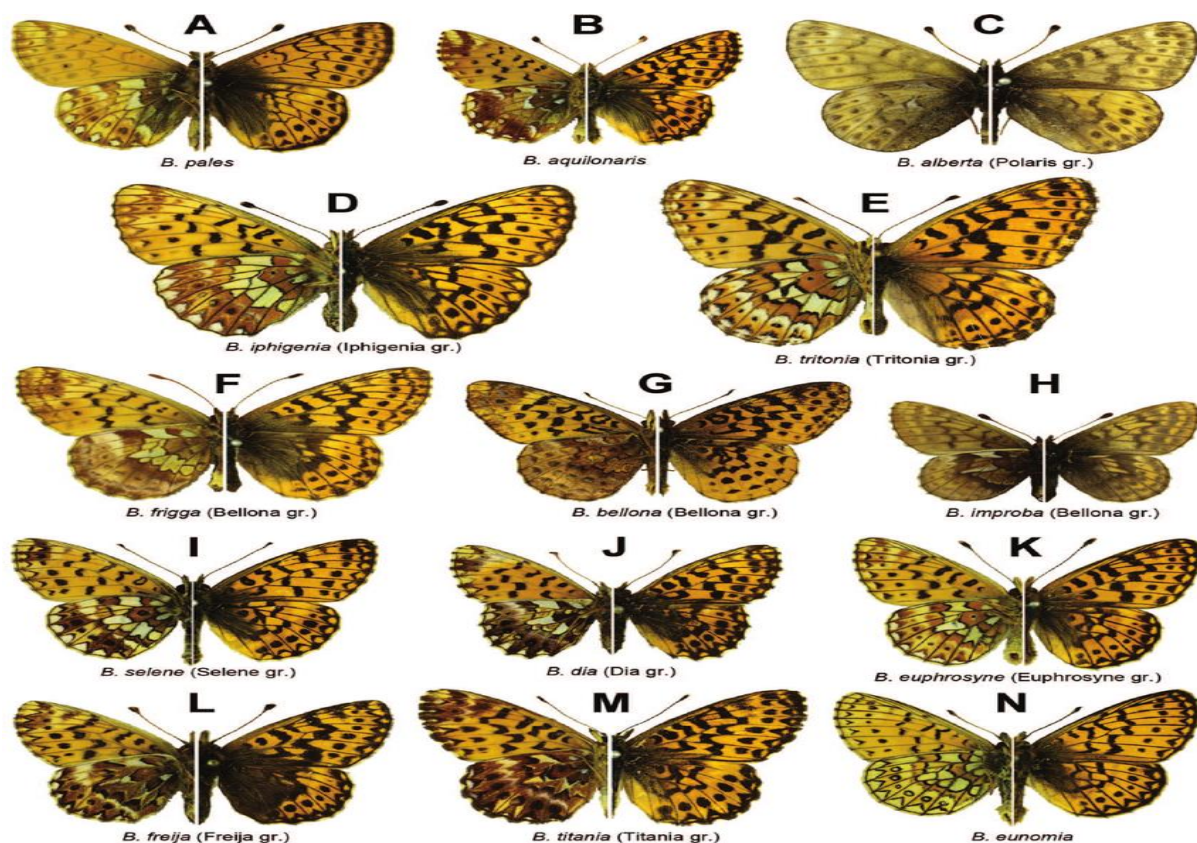 A
B
C
B. pales
B. aquilonaris
B. alberta (Polaris gr.)
D
E
B. iphigenia (Iphigenia gr.)
B. tritonia (Tritonia gr.)
F
G
H
B. frigga (Bellona gr.)
B. bellona (Bellona gr.)
B. improba (Bellona gr.)
I
J
K
B. selene (Selene gr.)
B. dia (Dia gr.)
B. euphrosyne (Euphrosyne gr.)
L
M
N
B. freija (Freija gr.)
B. titania (Titania gr.)
B. eunomia